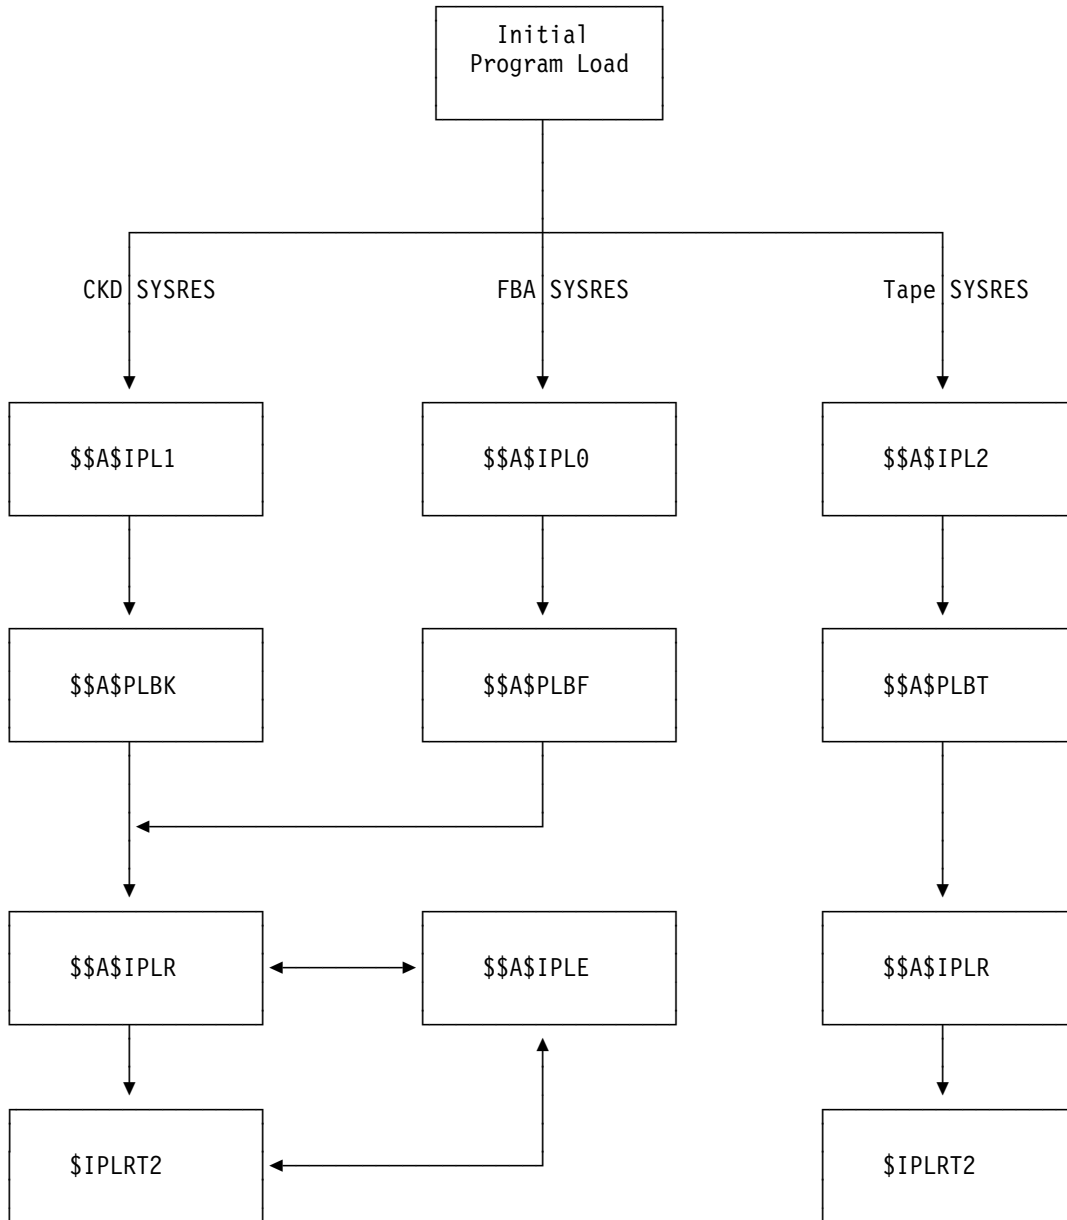 Initial
Program Load
CKD SYSRES
FBA SYSRES
Tape SYSRES
$$A$IPL1
$$A$IPL0
$$A$IPL2
$$A$PLBK
$$A$PLBF
$$A$PLBT
$$A$IPLR
$$A$IPLE
$$A$IPLR
$IPLRT2
$IPLRT2